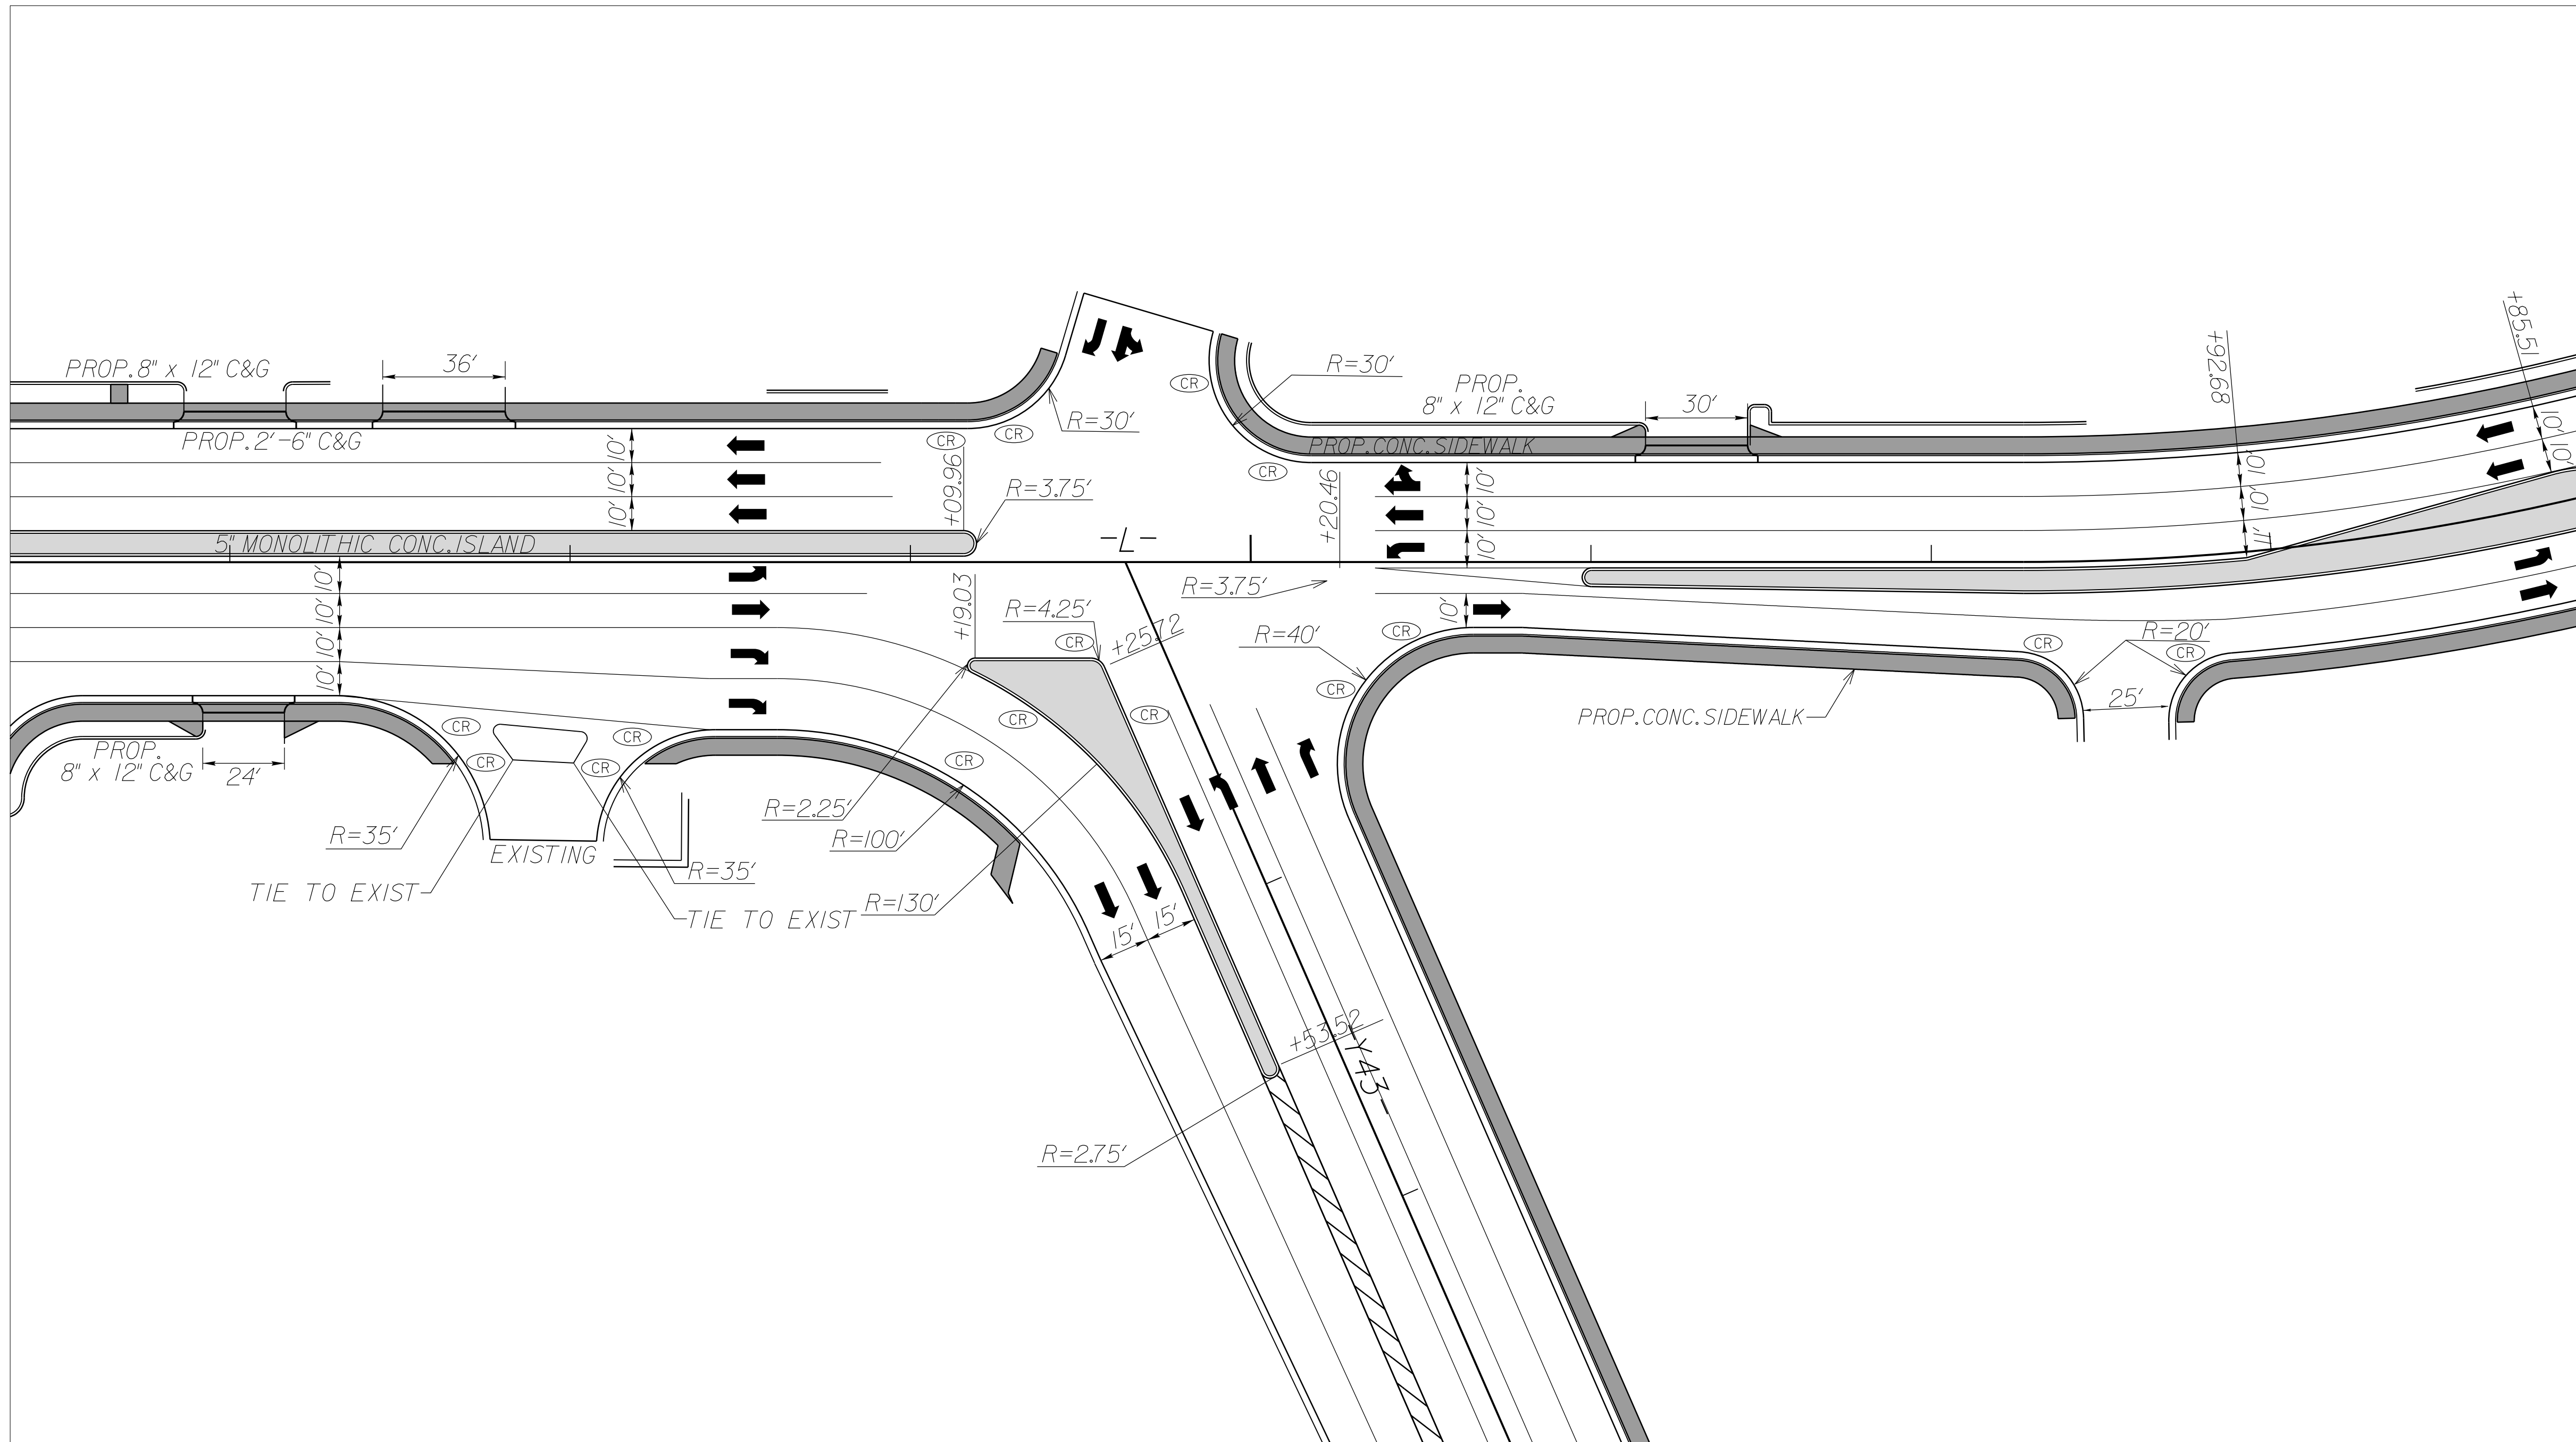 PROP. 8" x 12" C&G
36'
PROP. 2'-6" C&G
10'
10'
10'
5" MONOLITHIC CONC. ISLAND
CR
CR
R=30'
+09.96
R=3.75'
-L-
CR
R=30'
CR
PROP.
8" x 12" C&G
30'
PROP. CONC. SIDEWALK
+20.46
10'
10'
10'
+92.68
10'
10'
11'
+85.51
10'
10'
10'
10'
10'
10'
+19.03
R=4.25'
CR
+25.72
R=3.75'
R=40'
CR
10'
CR
CR
CR
R=20'
CR
25'
PROP. CONC. SIDEWALK
PROP.
8" x 12" C&G
24'
CR
CR
CR
CR
R=35'
EXISTING
TIE TO EXIST
R=35'
TIE TO EXIST
CR
CR
R=2.25'
R=100'
R=130'
15'
15'
+53.52
-Y43-
R=2.75'